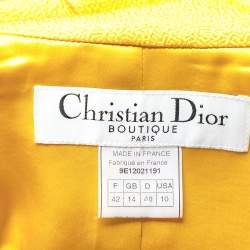 Christian Dior
BOUTIQUE
PARIS
MADE IN FRANCE
Fabriqué en France
9E12021191
F GB D USA
42 14 40 10